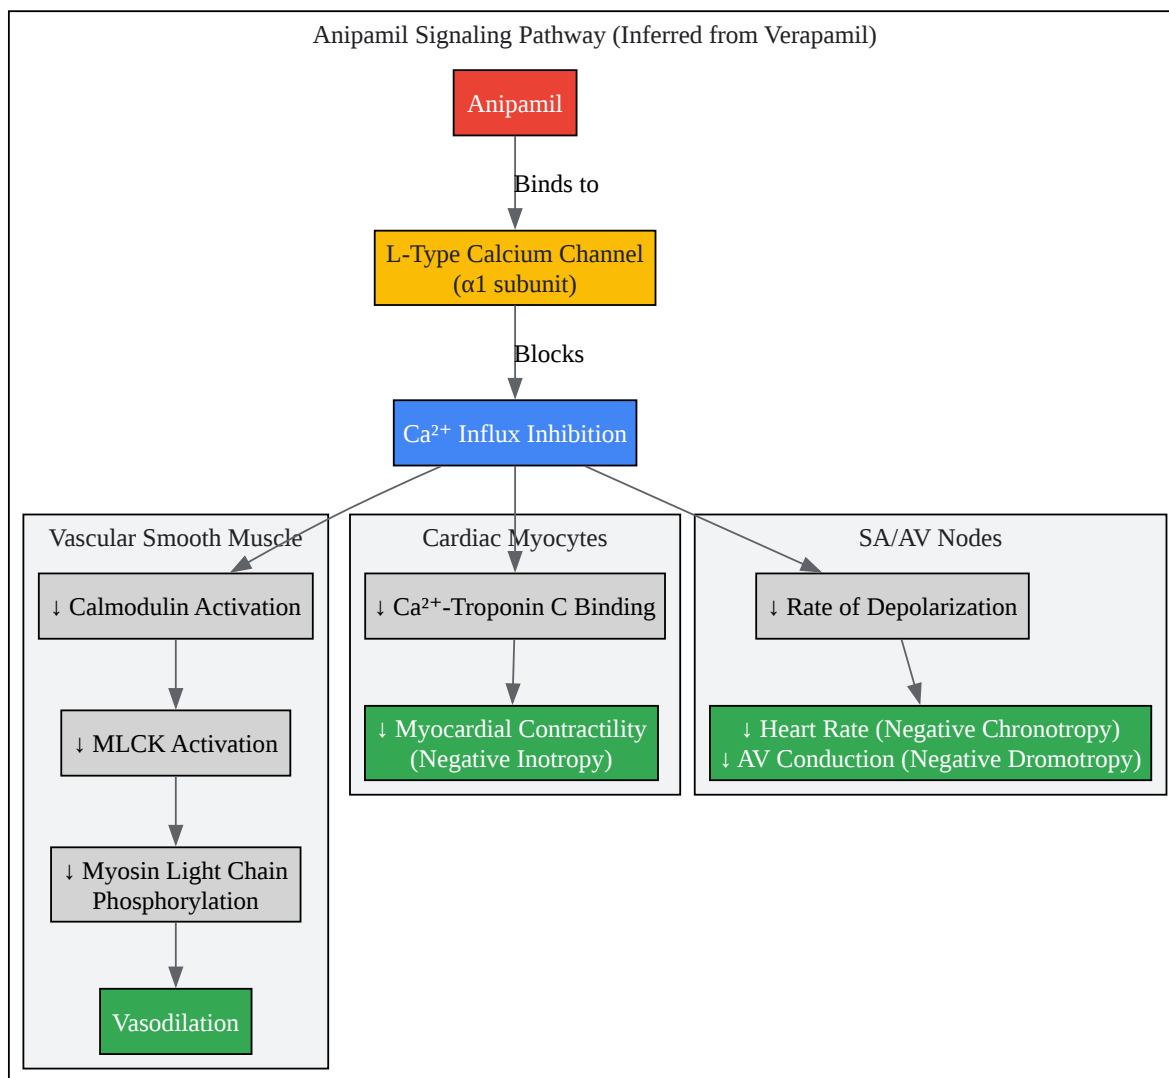 Anipamil Signaling Pathway (Inferred from Verapamil)
Anipamil
Binds to
L-Type Calcium Channel
(α1 subunit)
Blocks
Ca²⁺ Influx Inhibition
Vascular Smooth Muscle
↓ Calmodulin Activation
↓ MLCK Activation
↓ Myosin Light Chain
Phosphorylation
Vasodilation
Cardiac Myocytes
↓ Ca²⁺-Troponin C Binding
↓ Myocardial Contractility
(Negative Inotropy)
SA/AV Nodes
↓ Rate of Depolarization
↓ Heart Rate (Negative Chronotropy)
↓ AV Conduction (Negative Dromotropy)